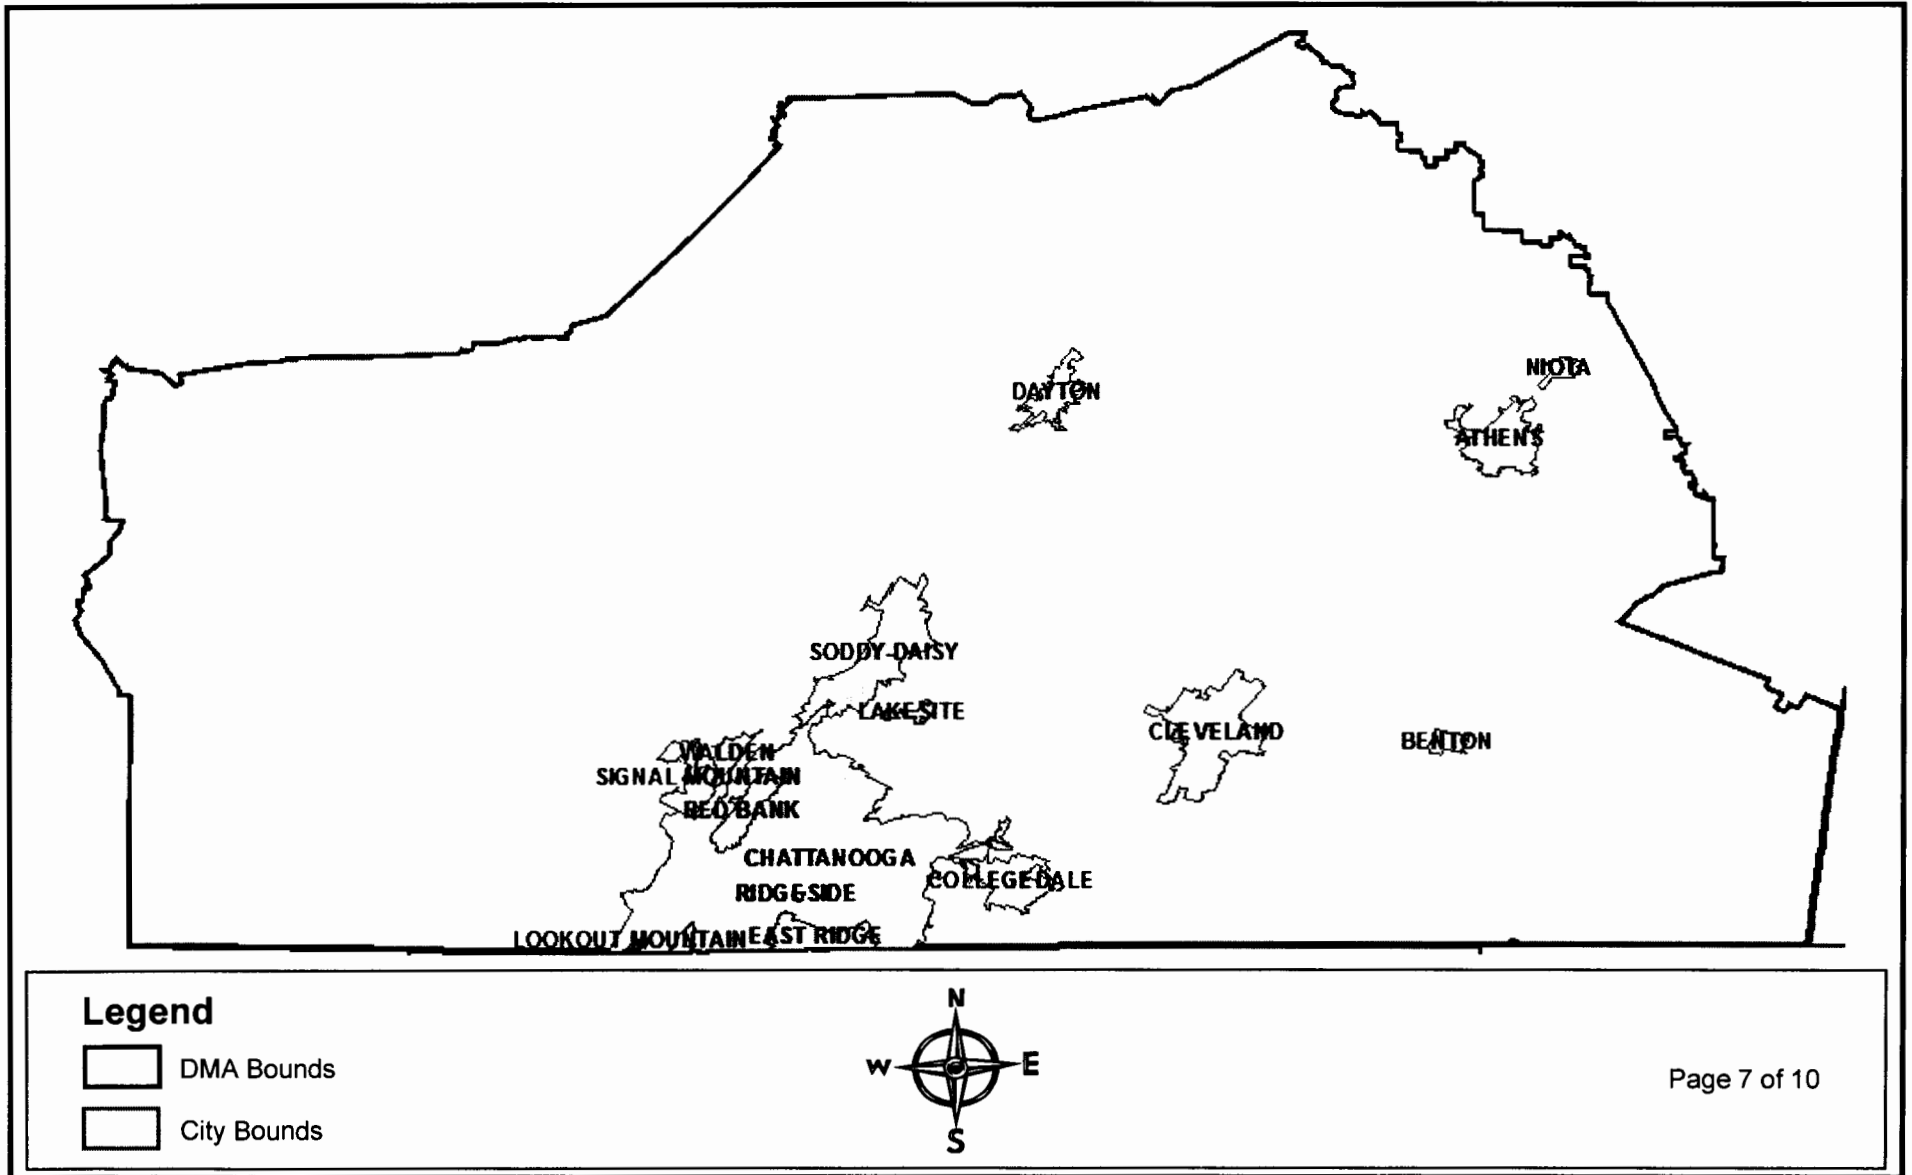 NIOTA
DAYTON
ATHENS
SODDY-DAISY
LAKESITE
CLEVELAND
BENTON
WALDEN
SIGNAL MOUNTAIN
RED BANK
CHATTANOOGA
COLLEGEDALE
RIDGESIDE
LOOKOUT MOUNTAIN
EAST RIDGE
Legend
DMA Bounds
City Bounds
N
W
E
S
Page 7 of 10